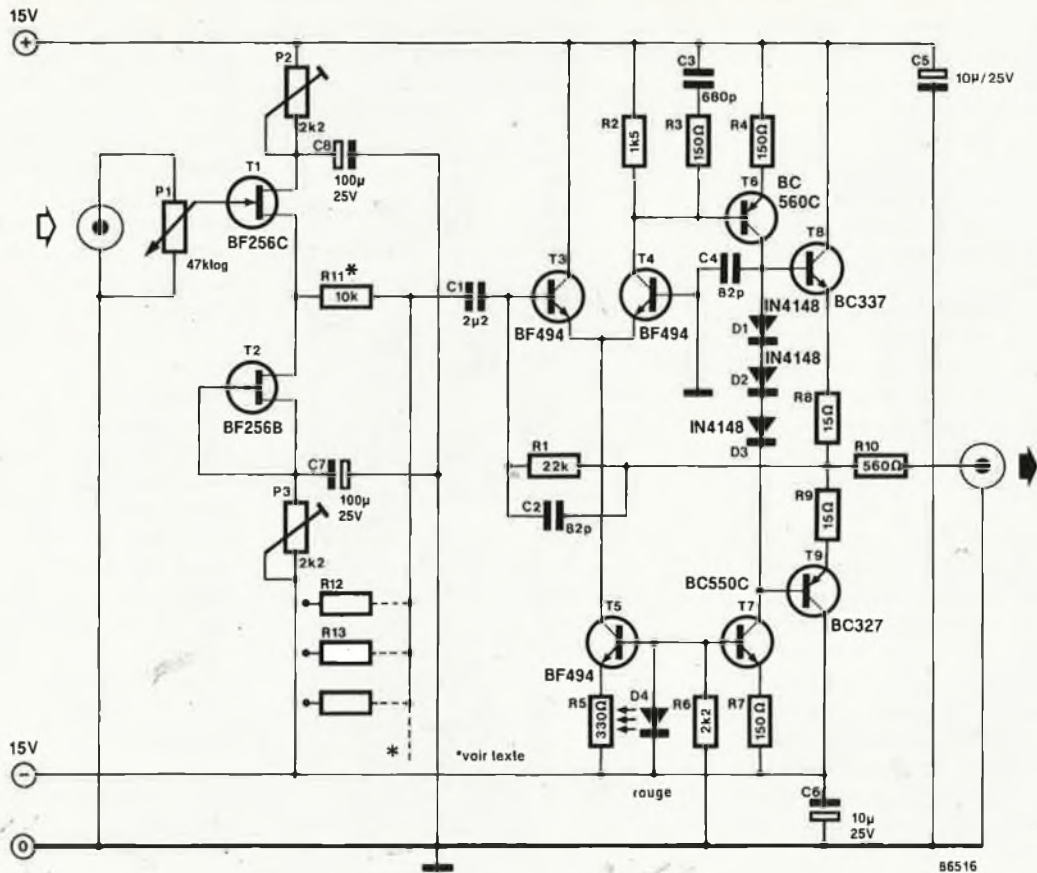 15V
+
P2
2k2
C8
100µ
25V
T1
BF256C
P1
47klog
R11*
10k
C1
2µ2
T2
BF256B
C7
100µ
25V
P3
2k2
R12
R13
*
*voir texte
T3
BF494
T4
BF494
R2
1k5
C3
680p
R3
150Ω
R4
150Ω
T6
BC
560C
C4
82p
T8
BC337
IN4148
D1
IN4148
D2
IN4148
D3
C5
10µ/25V
R8
15Ω
R1
22k
C2
82p
R10
560Ω
R9
15Ω
T9
BC327
BC550C
T5
BF494
T7
R5
330Ω
D4
rouge
R6
2k2
R7
150Ω
15V
−
C6
10µ
25V
0
86516